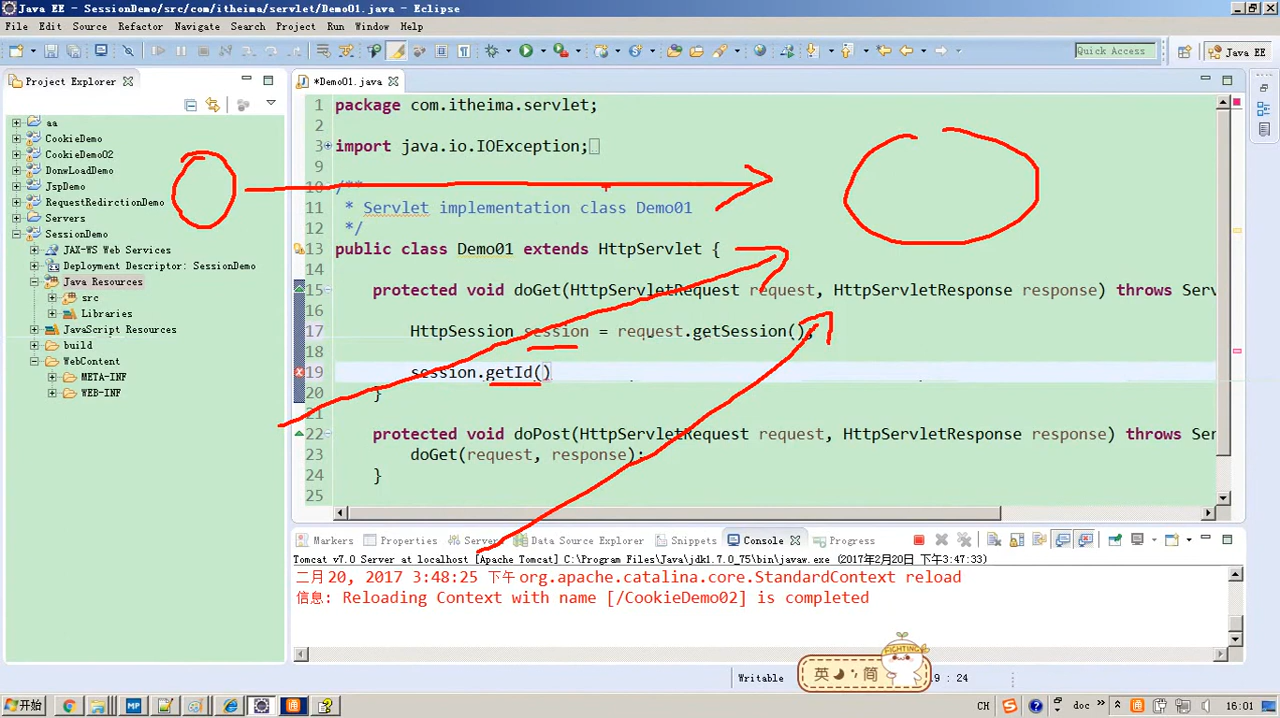 Java EE - SessionDemo/src/com/itheima/servlet/Demo01.java - Eclipse
File Edit Source Refactor Navigate Search Project Run Window Help
Quick Access
Java EE
Project Explorer
*Demo01.java
aa
CookieDemo
CookieDemo02
DonwLoadDemo
JspDemo
RequestRedirctionDemo
Servers
SessionDemo
JAX-WS Web Services
Deployment Descriptor: SessionDemo
Java Resources
src
Libraries
JavaScript Resources
build
WebContent
META-INF
WEB-INF
1 package com.itheima.servlet;
2
3 import java.io.IOException;
10 /**
11 * Servlet implementation class Demo01
12 */
13 public class Demo01 extends HttpServlet {
14
15 protected void doGet(HttpServletRequest request, HttpServletResponse response) throws Serv
16
17 HttpSession session = request.getSession();
18
19 session.getId()
20 }
21
22 protected void doPost(HttpServletRequest request, HttpServletResponse response) throws Serv
23 doGet(request, response);
24 }
25
Markers Properties Servers Data Source Explorer Snippets Console Progress
Tomcat v7.0 Server at localhost [Apache Tomcat] C:\Program Files\Java\jdk1.7.0_75\bin\javaw.exe (2017年2月20日 下午3:47:33)
二月 20, 2017 3:48:25 下午 org.apache.catalina.core.StandardContext reload
信息: Reloading Context with name [/CookieDemo02] is completed
FIGHTING
英 简
Writable
9 : 24
开始
MP
CH
doc
16:01